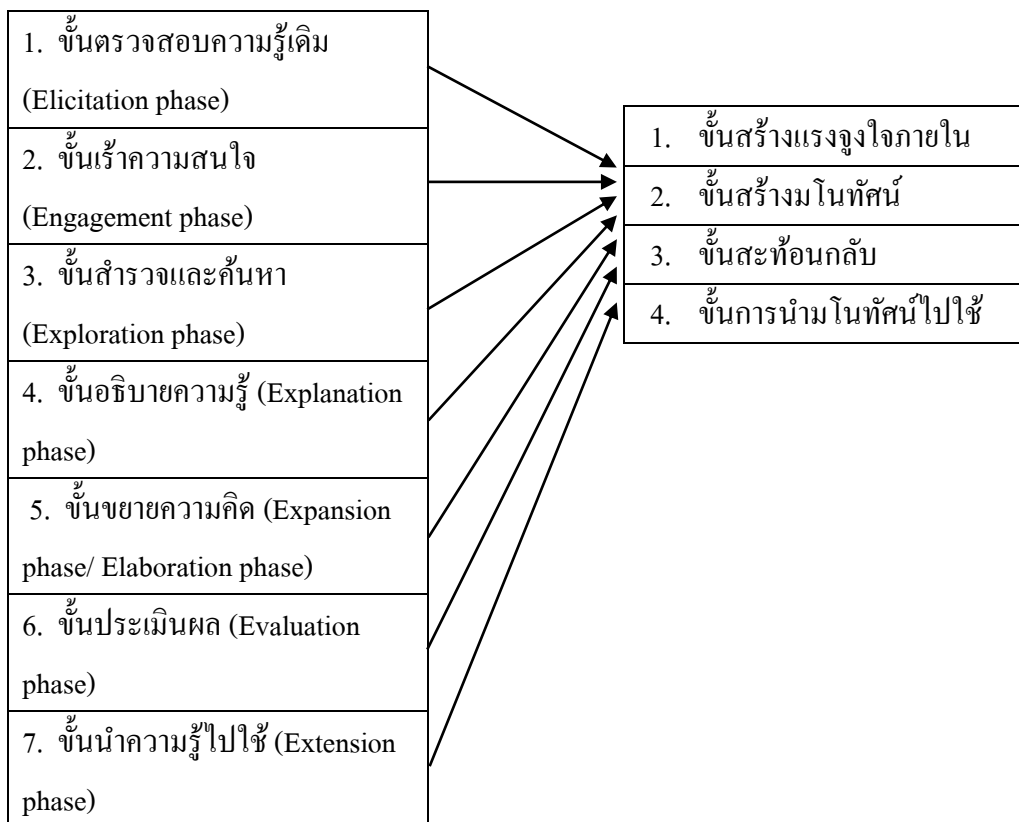 1. ขั้นตรวจสอบความรู้เดิม
(Elicitation phase)
2. ขั้นเร้าความสนใจ
(Engagement phase)
3. ขั้นสำรวจและค้นหา
(Exploration phase)
4. ขั้นอธิบายความรู้ (Explanation
phase)
5. ขั้นขยายความคิด (Expansion
phase/ Elaboration phase)
6. ขั้นประเมินผล (Evaluation
phase)
7. ขั้นนำความรู้ไปใช้ (Extension
phase)
1. ขั้นสร้างแรงจูงใจภายใน
2. ขั้นสร้างมโนทัศน์
3. ขั้นสะท้อนกลับ
4. ขั้นการนำมโนทัศน์ไปใช้